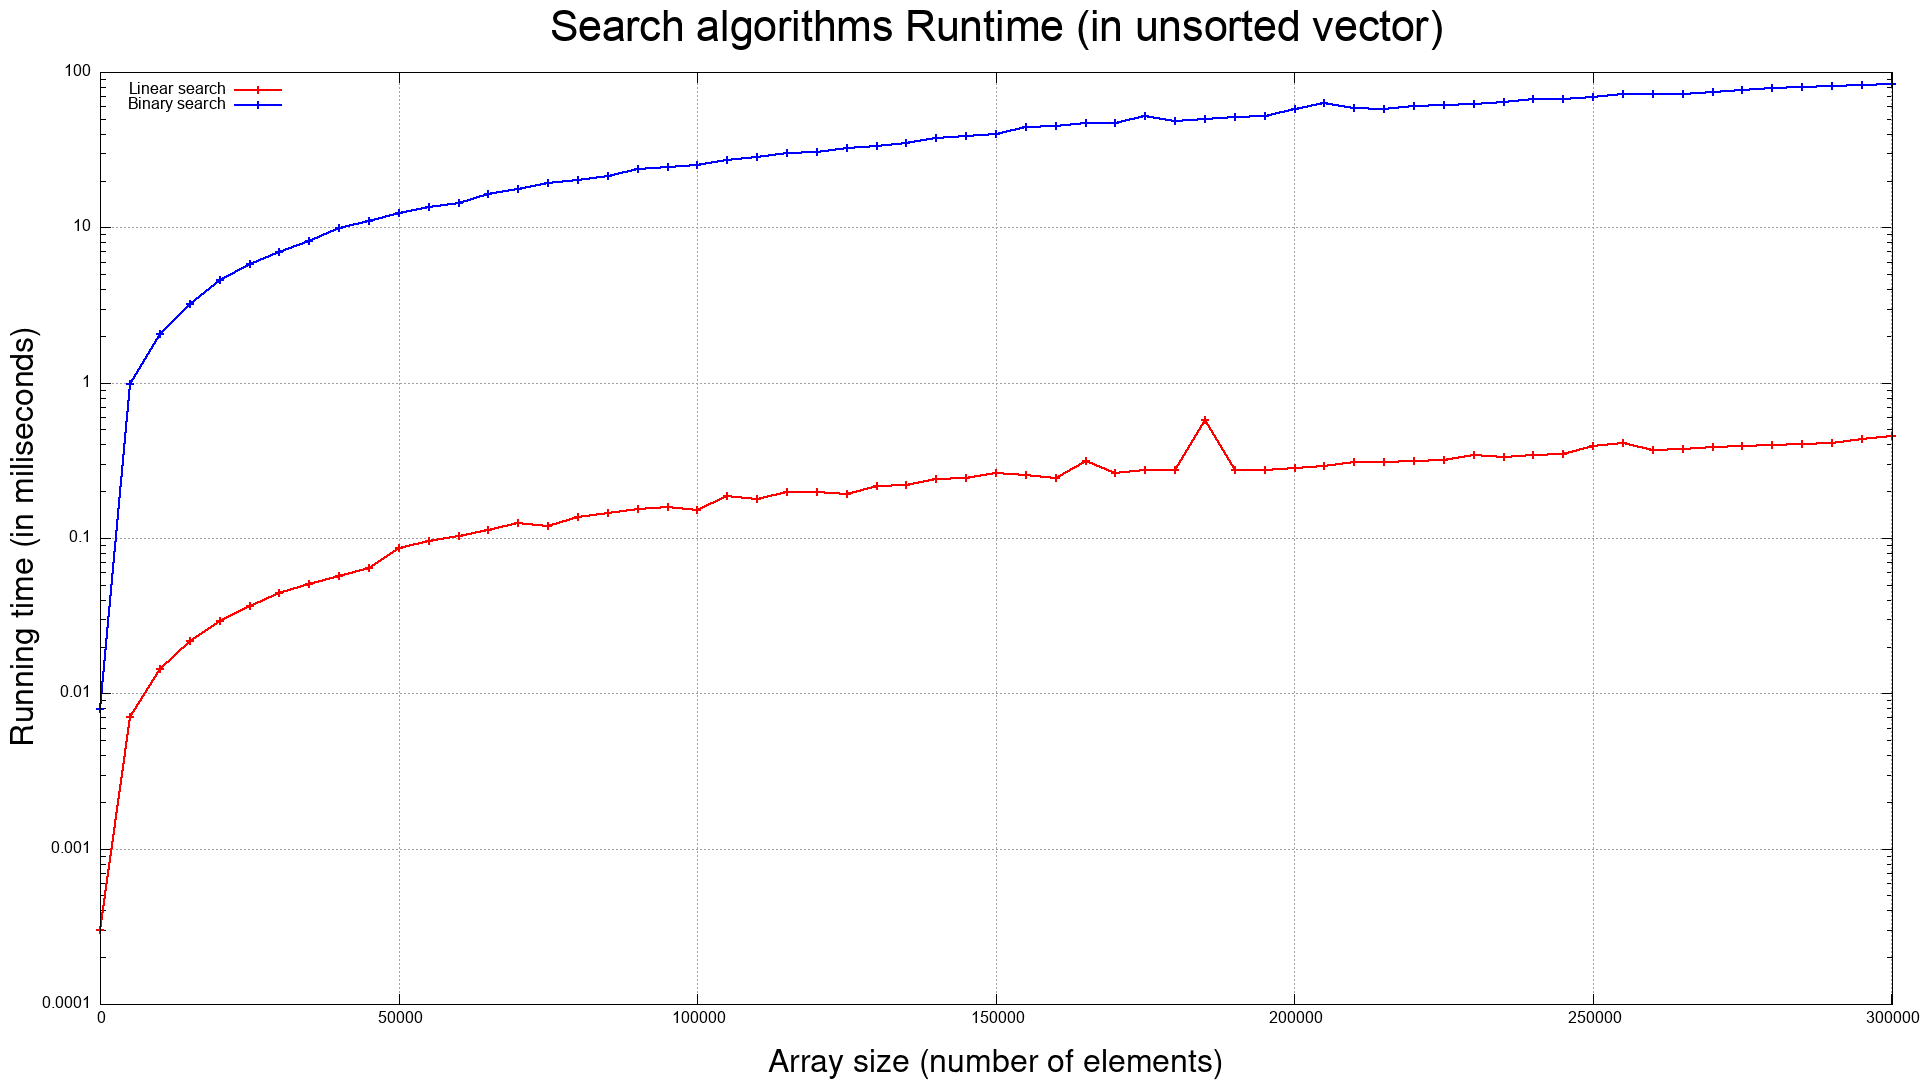 Search algorithms Runtime (in unsorted vector)
Linear search
Binary search
100
10
1
0.1
0.01
0.001
0.0001
Running time (in miliseconds)
0 50000 100000 150000 200000 250000 300000
Array size (number of elements)